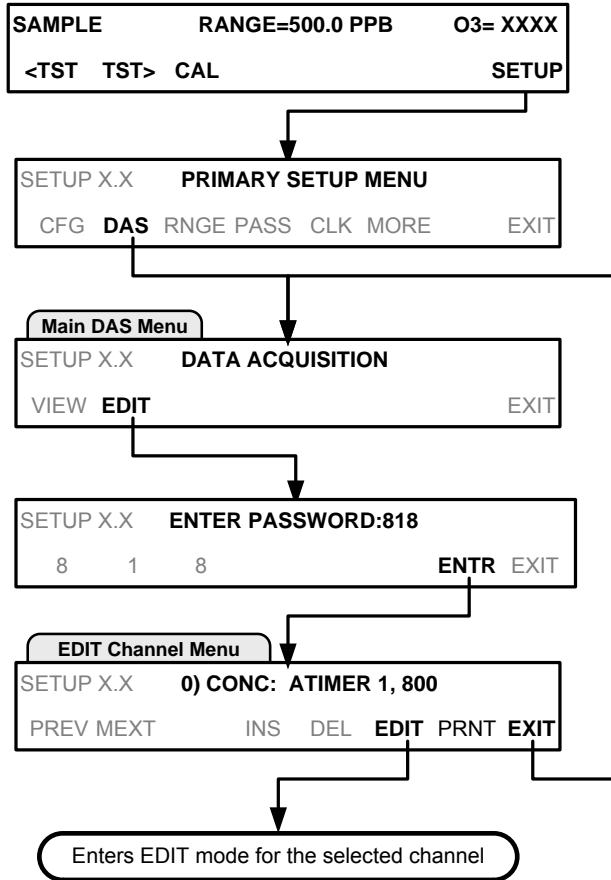 SAMPLE RANGE=500.0 PPB O3= XXXX
<TST TST> CAL SETUP
SETUP X.X PRIMARY SETUP MENU
CFG DAS RNGE PASS CLK MORE EXIT
Main DAS Menu
SETUP X.X DATA ACQUISITION
VIEW EDIT EXIT
SETUP X.X ENTER PASSWORD:818
8 1 8 ENTR EXIT
EDIT Channel Menu
SETUP X.X 0) CONC: ATIMER 1, 800
PREV MEXT INS DEL EDIT PRNT EXIT
Enters EDIT mode for the selected channel